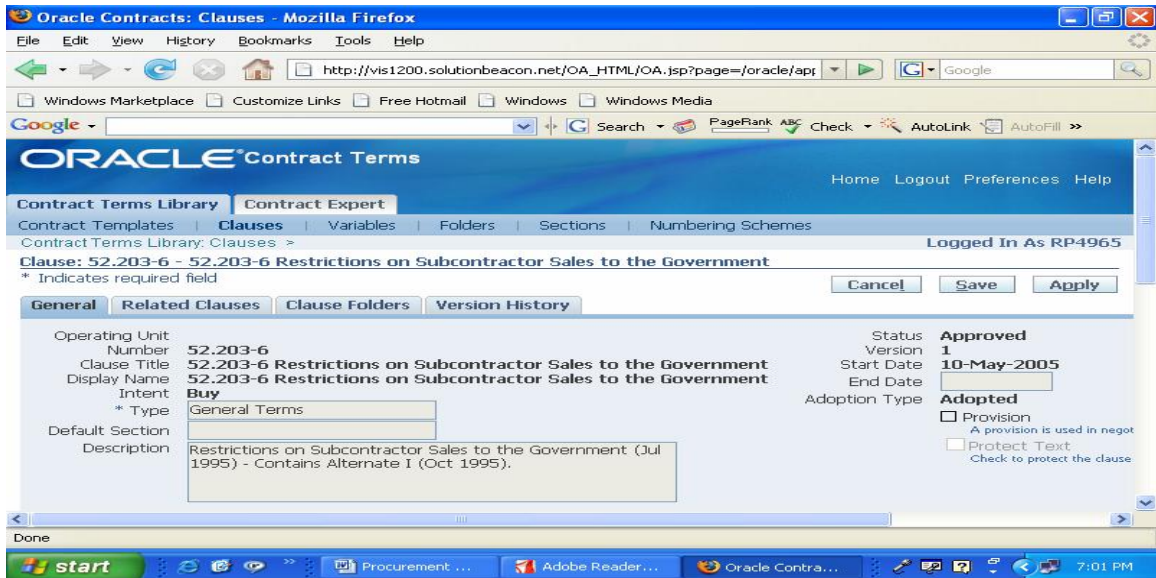 Oracle Contracts: Clauses - Mozilla Firefox
File Edit View History Bookmarks Tools Help
http://vis1200.solutionbeacon.net/OA_HTML/OA.jsp?page=/oracle/app
Google
Windows Marketplace Customize Links Free Hotmail Windows Windows Media
Google Search PageRank ABC Check AutoLink AutoFill »
ORACLE® Contract Terms
Home Logout Preferences Help
Contract Terms Library Contract Expert
Contract Templates | Clauses | Variables | Folders | Sections | Numbering Schemes
Contract Terms Library: Clauses >
Logged In As RP4965
Clause: 52.203-6 - 52.203-6 Restrictions on Subcontractor Sales to the Government
* Indicates required field
Cancel Save Apply
General Related Clauses Clause Folders Version History
Operating Unit
Number 52.203-6
Clause Title 52.203-6 Restrictions on Subcontractor Sales to the Government
Display Name 52.203-6 Restrictions on Subcontractor Sales to the Government
Intent Buy
* Type General Terms
Default Section
Description Restrictions on Subcontractor Sales to the Government (Jul
1995) - Contains Alternate I (Oct 1995).
Status Approved
Version 1
Start Date 10-May-2005
End Date
Adoption Type Adopted
Provision
A provision is used in negot
Protect Text
Check to protect the clause
Done
start » Procurement ... Adobe Reader... Oracle Contra... 7:01 PM